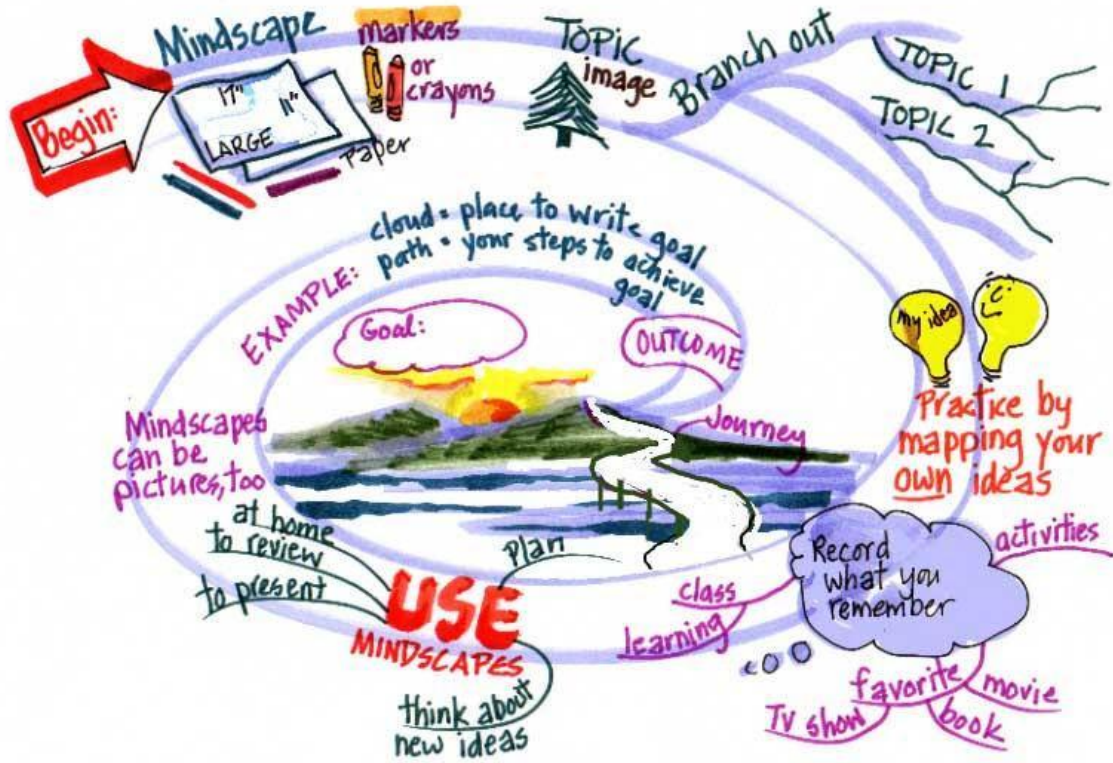 Begin:
Mindscape
17"
11"
LARGE
Paper
markers
or
crayons
TOPIC
image
Branch out
TOPIC 1
TOPIC 2
my idea
Practice by
mapping your
own ideas
Record
what you
remember
activities
class
learning
favorite
TV show
book
movie
USE
MINDSCAPES
Plan
at home
to review
to present
think about
new ideas
Mindscapes
can be
pictures, too
EXAMPLE:
cloud = place to write goal
path = your steps to achieve
goal
Goal:
OUTCOME
Journey